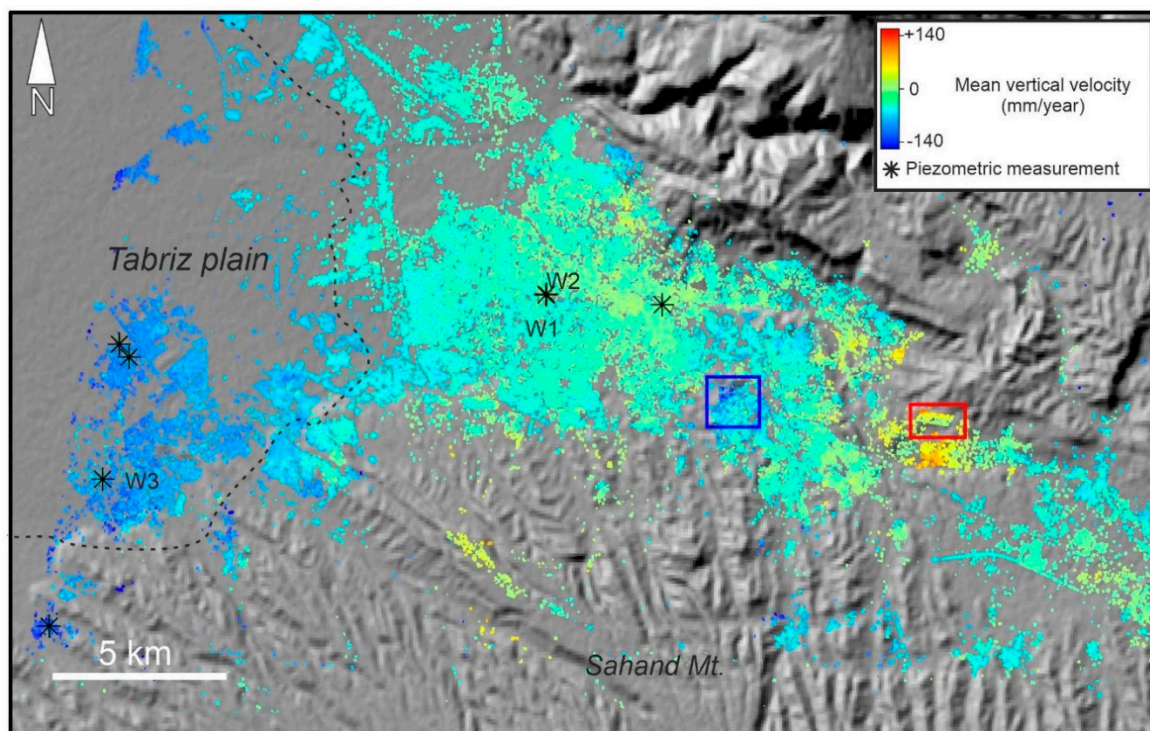 N
+140
0
-140
Mean vertical velocity
(mm/year)
Piezometric measurement
Tabriz plain
W2
W1
W3
5 km
Sahand Mt.